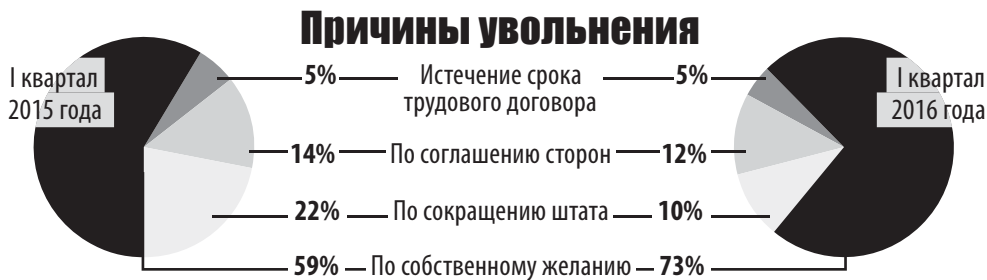 Причины увольнения
I квартал
2015 года
I квартал
2016 года
5% Истечение срока 5%
трудового договора
14% По соглашению сторон 12%
22% По сокращению штата 10%
59% По собственному желанию 73%